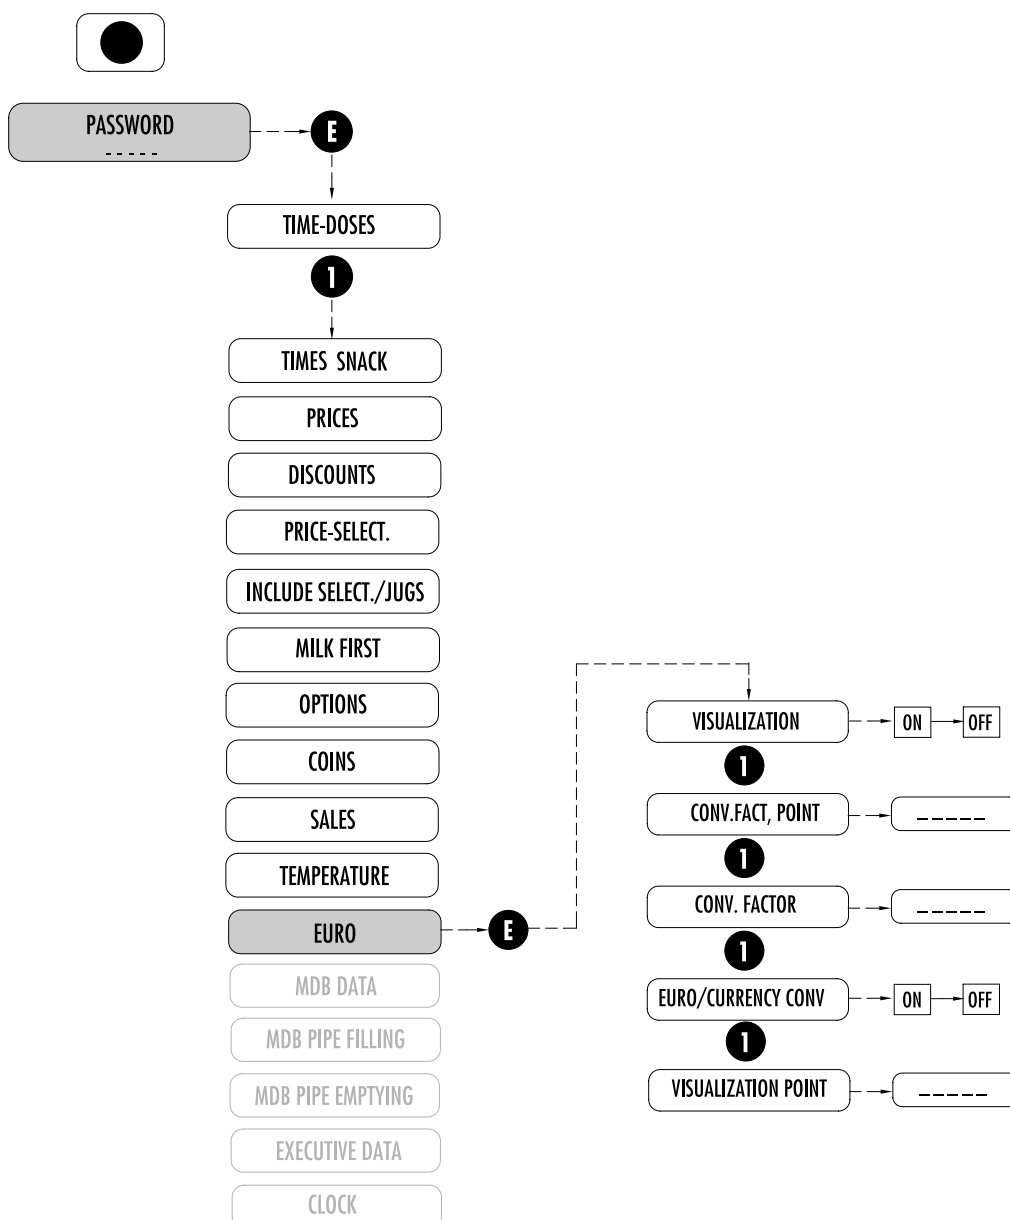 PASSWORD
- - - - -
E
TIME-DOSES
1
TIMES SNACK
PRICES
DISCOUNTS
PRICE-SELECT.
INCLUDE SELECT./JUGS
MILK FIRST
OPTIONS
COINS
SALES
TEMPERATURE
EURO
E
MDB DATA
MDB PIPE FILLING
MDB PIPE EMPTYING
EXECUTIVE DATA
CLOCK
VISUALIZATION
ON
OFF
1
CONV.FACT, POINT
_ _ _ _ _
1
CONV. FACTOR
_ _ _ _ _
1
EURO/CURRENCY CONV
ON
OFF
1
VISUALIZATION POINT
_ _ _ _ _